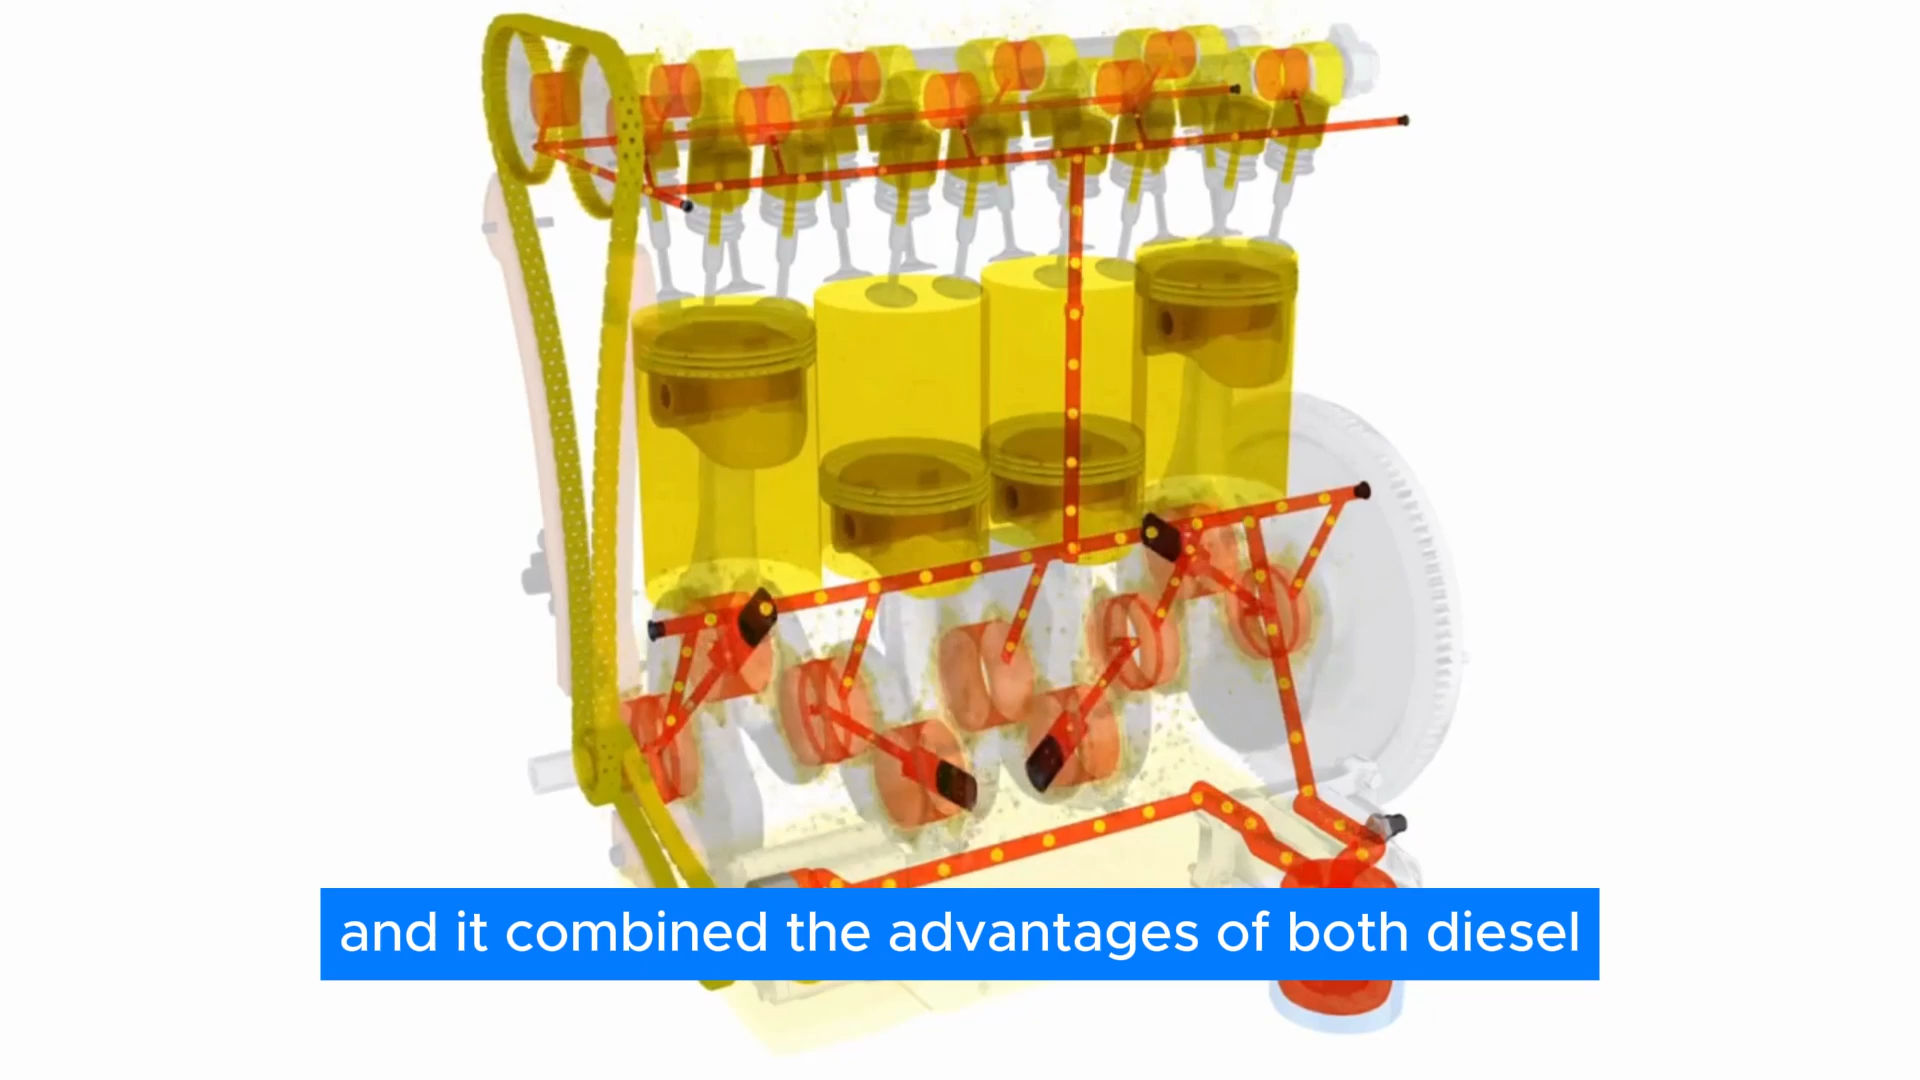 and it combined the advantages of both diesel